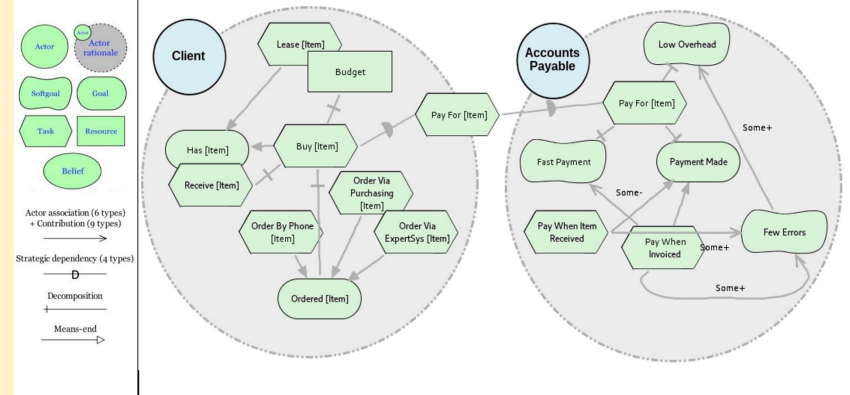 Actor
Actor
Actor
rationale
Softgoal
Goal
Task
Resource
Belief
Actor association (6 types)
+ Contribution (9 types)
Strategic dependency (4 types)
D
Decomposition
Means-end
Client
Lease [Item]
Budget
Has [Item]
Buy [Item]
Receive [Item]
Order Via
Purchasing
[Item]
Order By Phone
[Item]
Order Via
ExpertSys [Item]
Ordered [Item]
Pay For [Item]
Accounts
Payable
Low Overhead
Pay For [Item]
Some+
Fast Payment
Payment Made
Some-
Pay When Item
Received
Pay When
Invoiced
Some+
Few Errors
Some+